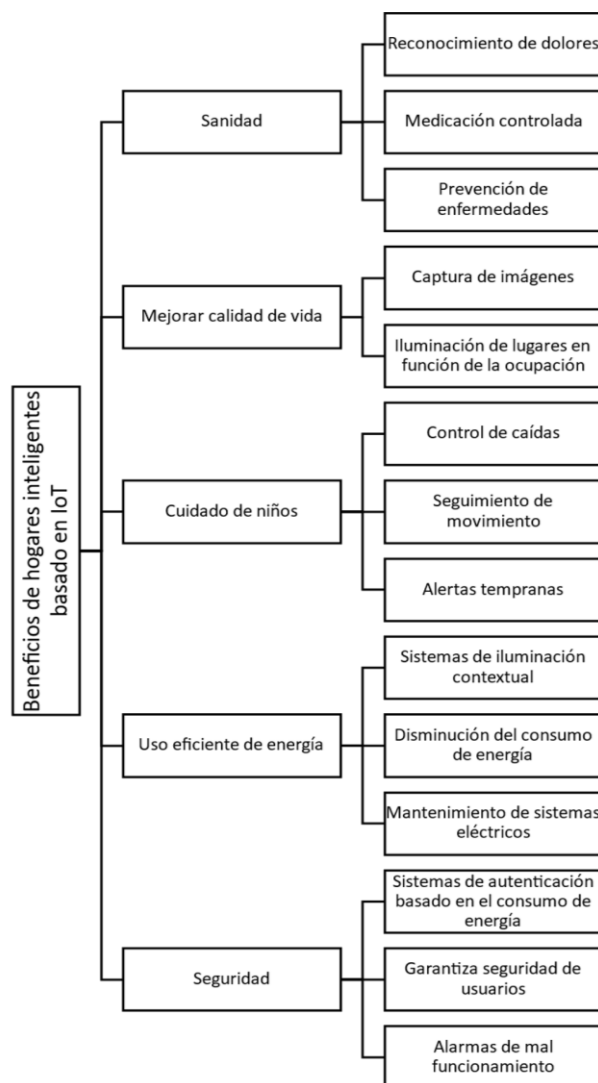 Beneficios de hogares inteligentes
basado en IoT
Sanidad
Reconocimiento de dolores
Medicación controlada
Prevención de
enfermedades
Mejorar calidad de vida
Captura de imágenes
Iluminación de lugares en
función de la ocupación
Cuidado de niños
Control de caídas
Seguimiento de
movimiento
Alertas tempranas
Uso eficiente de energía
Sistemas de iluminación
contextual
Disminución del consumo
de energía
Mantenimiento de sistemas
eléctricos
Seguridad
Sistemas de autenticación
basado en el consumo de
energía
Garantiza seguridad de
usuarios
Alarmas de mal
funcionamiento